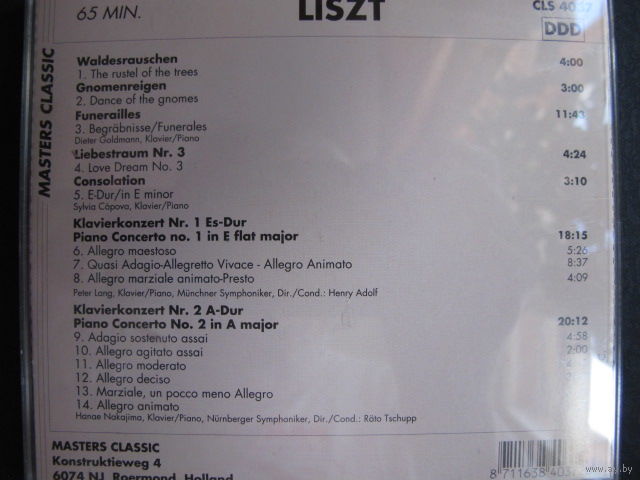 65 MIN.
LISZT
CLS 4037
DDD
MASTERS CLASSIC
Waldesrauschen 4:00
1. The rustel of the trees
Gnomenreigen 3:00
2. Dance of the gnomes
Funerailles 11:43
3. Begräbnisse/Funerales
Dieter Goldmann, Klavier/Piano
Liebestraum Nr. 3 4:24
4. Love Dream No. 3
Consolation 3:10
5. E-Dur/in E minor
Sylvia Cápova, Klavier/Piano
Klavierkonzert Nr. 1 Es-Dur
Piano Concerto no. 1 in E flat major 18:15
6. Allegro maestoso 5:26
7. Quasi Adagio-Allegretto Vivace - Allegro Animato 8:37
8. Allegro marziale animato-Presto 4:09
Peter Lang, Klavier/Piano, Münchner Symphoniker, Dir./Cond.: Henry Adolf
Klavierkonzert Nr. 2 A-Dur
Piano Concerto No. 2 in A major 20:12
9. Adagio sostenuto assai 4:58
10. Allegro agitato assai 2:00
11. Allegro moderato
12. Allegro deciso
13. Marziale, un pocco meno Allegro
14. Allegro animato
Hanae Nakajima, Klavier/Piano, Nürnberger Symphoniker, Dir./Cond.: Räto Tschupp
MASTERS CLASSIC
Konstruktieweg 4
6074 NJ Roermond, Holland
8 711638 403